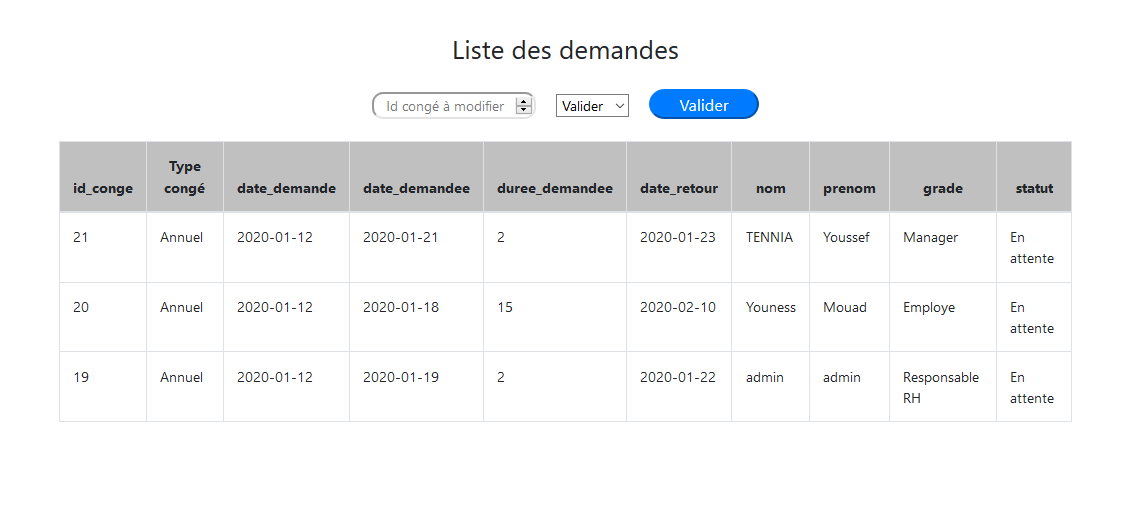 Liste des demandes
Id congé à modifier Valider Valider
id_conge Type congé date_demande date_demandee duree_demandee date_retour nom prenom grade statut
21 Annuel 2020-01-12 2020-01-21 2 2020-01-23 TENNIA Youssef Manager En attente
20 Annuel 2020-01-12 2020-01-18 15 2020-02-10 Youness Mouad Employe En attente
19 Annuel 2020-01-12 2020-01-19 2 2020-01-22 admin admin Responsable RH En attente